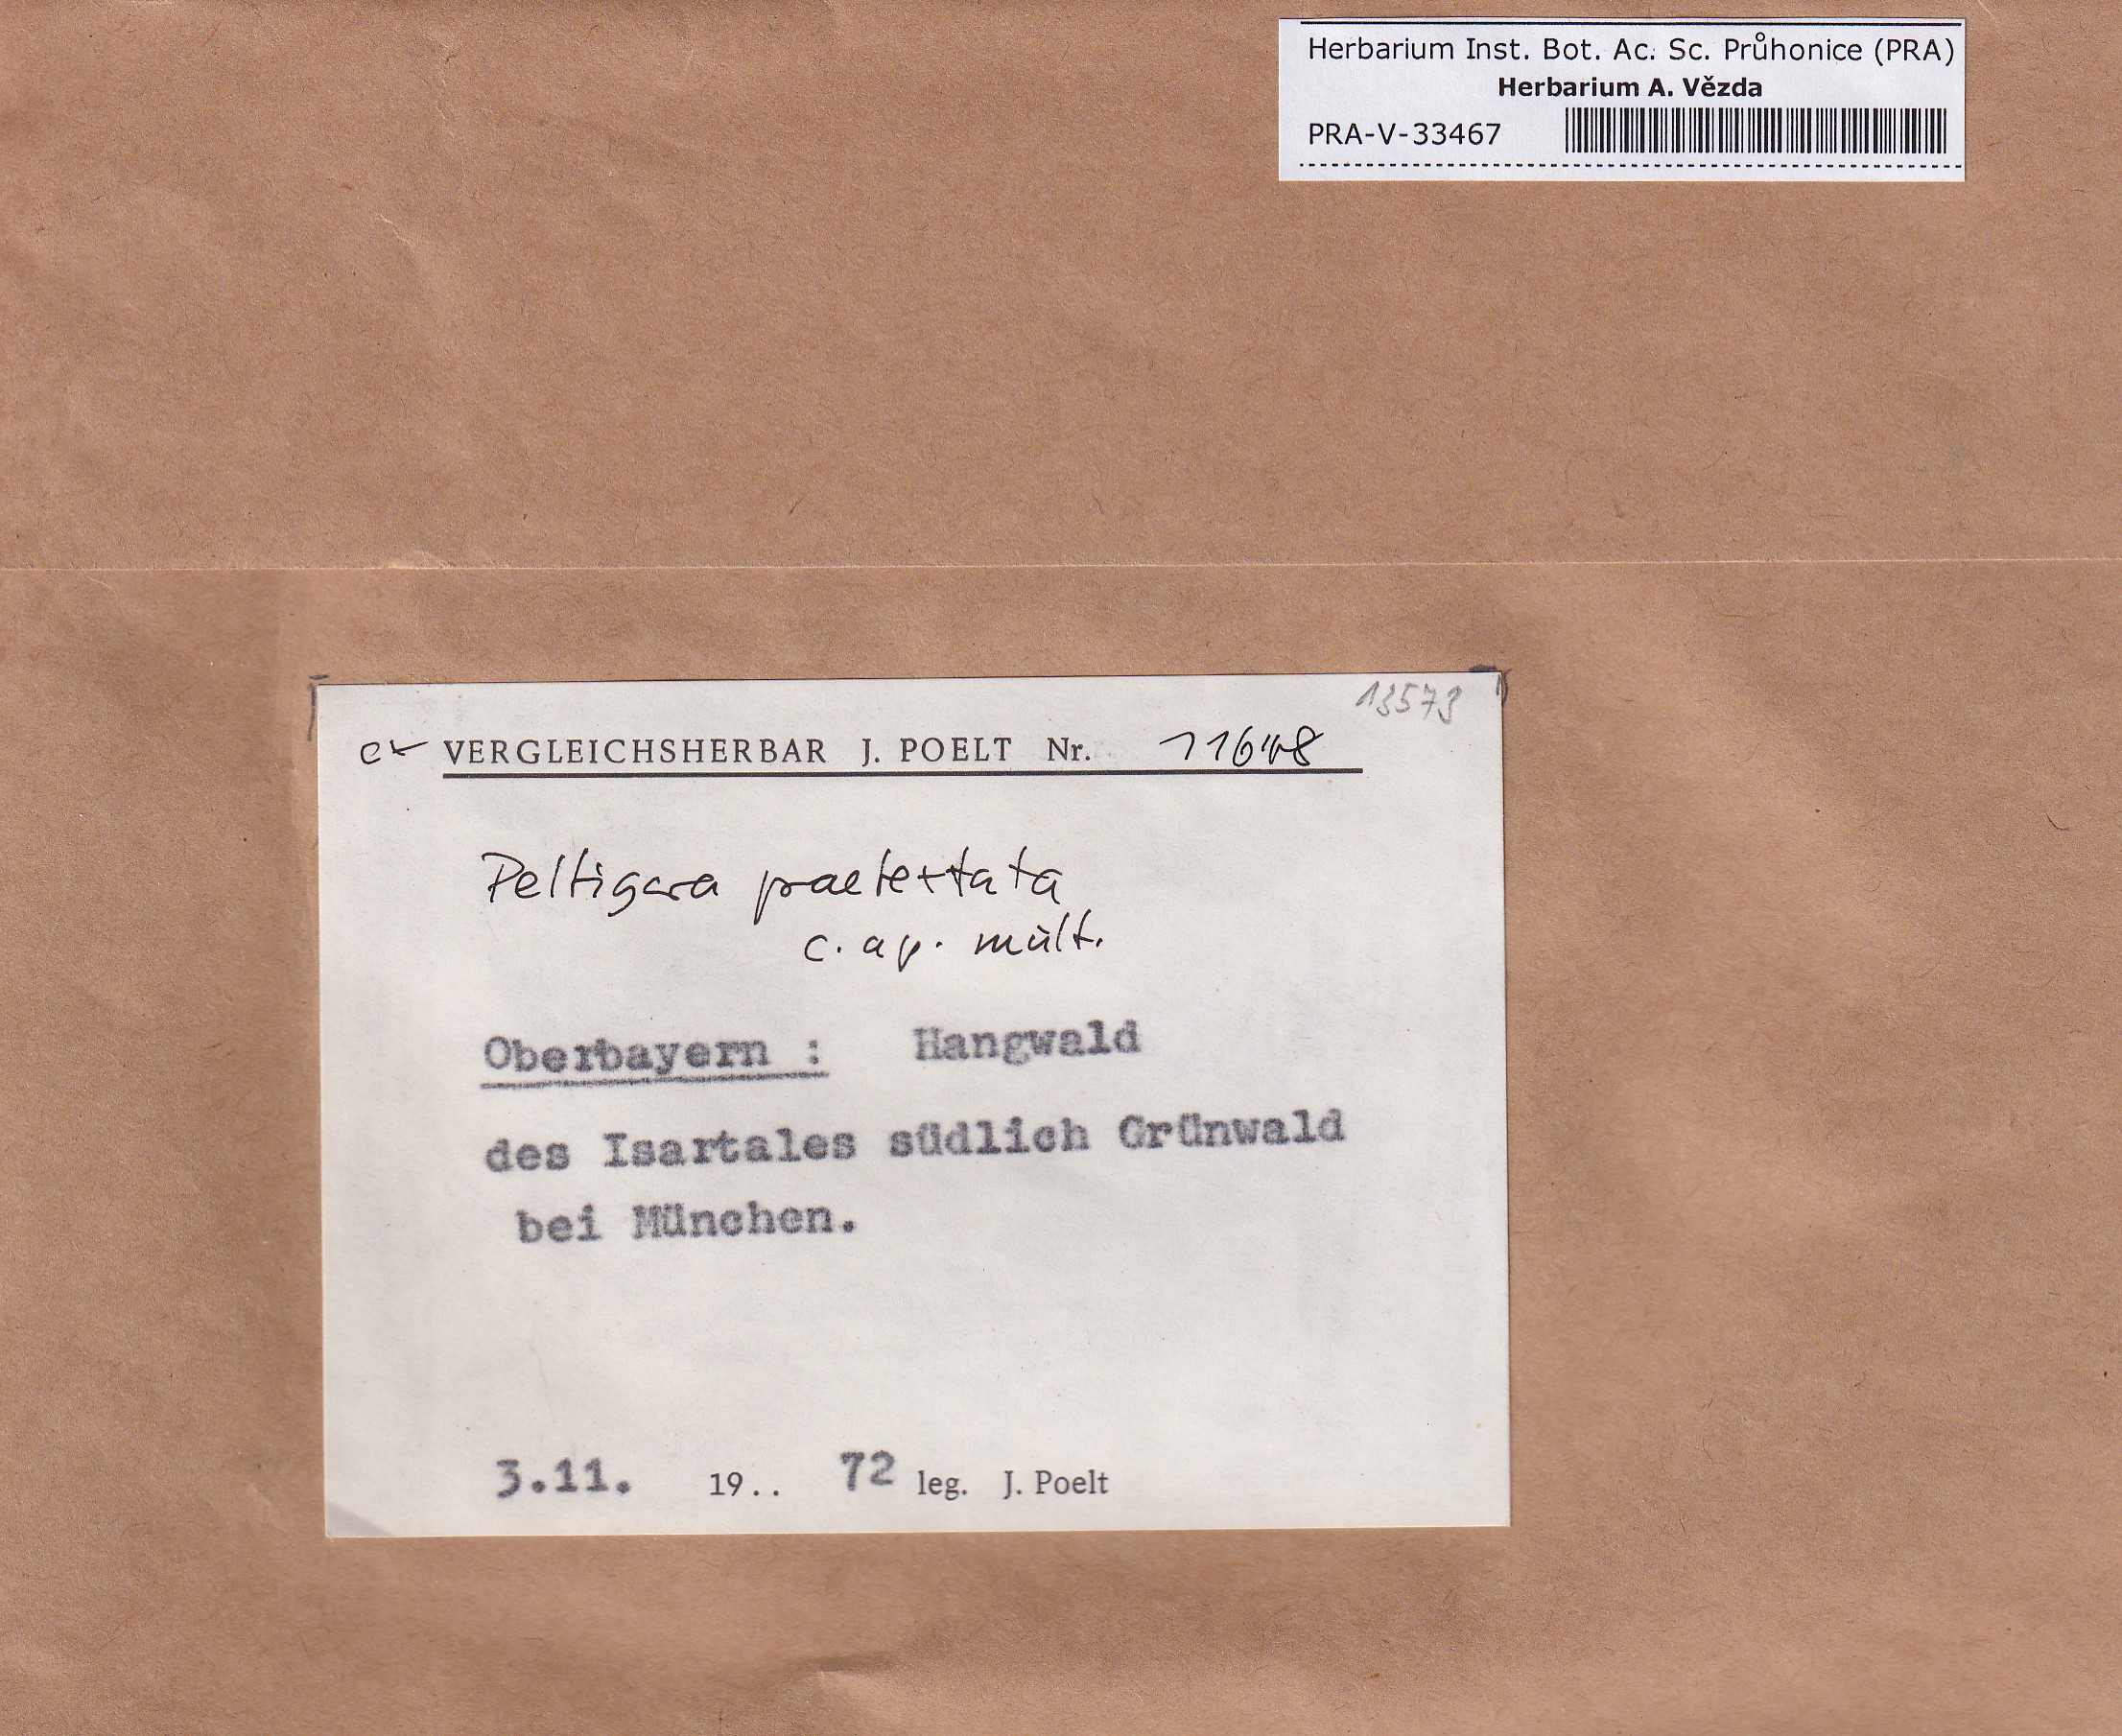 Herbarium Inst. Bot. Ac. Sc. Průhonice (PRA)
Herbarium A. Vězda
PRA-V-33467
13573
ex VERGLEICHSHERBAR J. POELT Nr. 11648
Peltigera praetextata
c. ap. mult.
Oberbayern : Hangwald
des Isartales südlich Grünwald
bei München.
3.11. 19.. 72 leg. J. Poelt